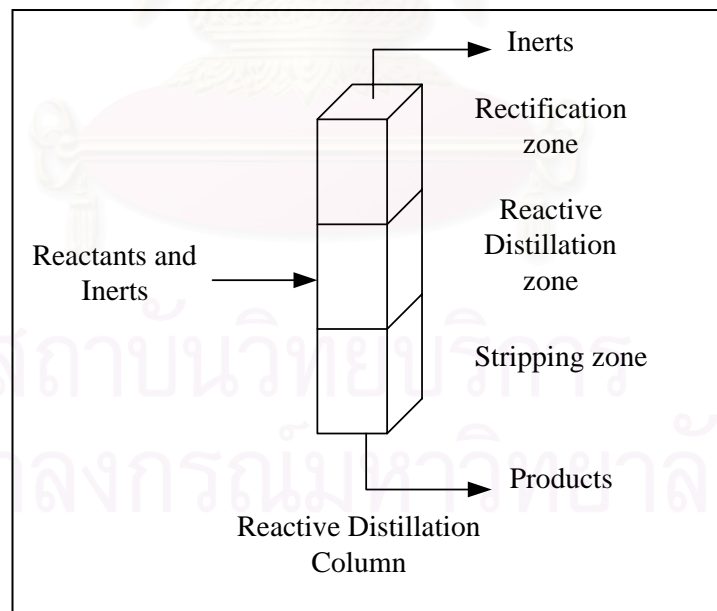 Inerts
Rectification
zone
Reactive
Distillation
zone
Reactants and
Inerts
Stripping zone
สถาบันวิทยบริการ
Products
Reactive Distillation
Column